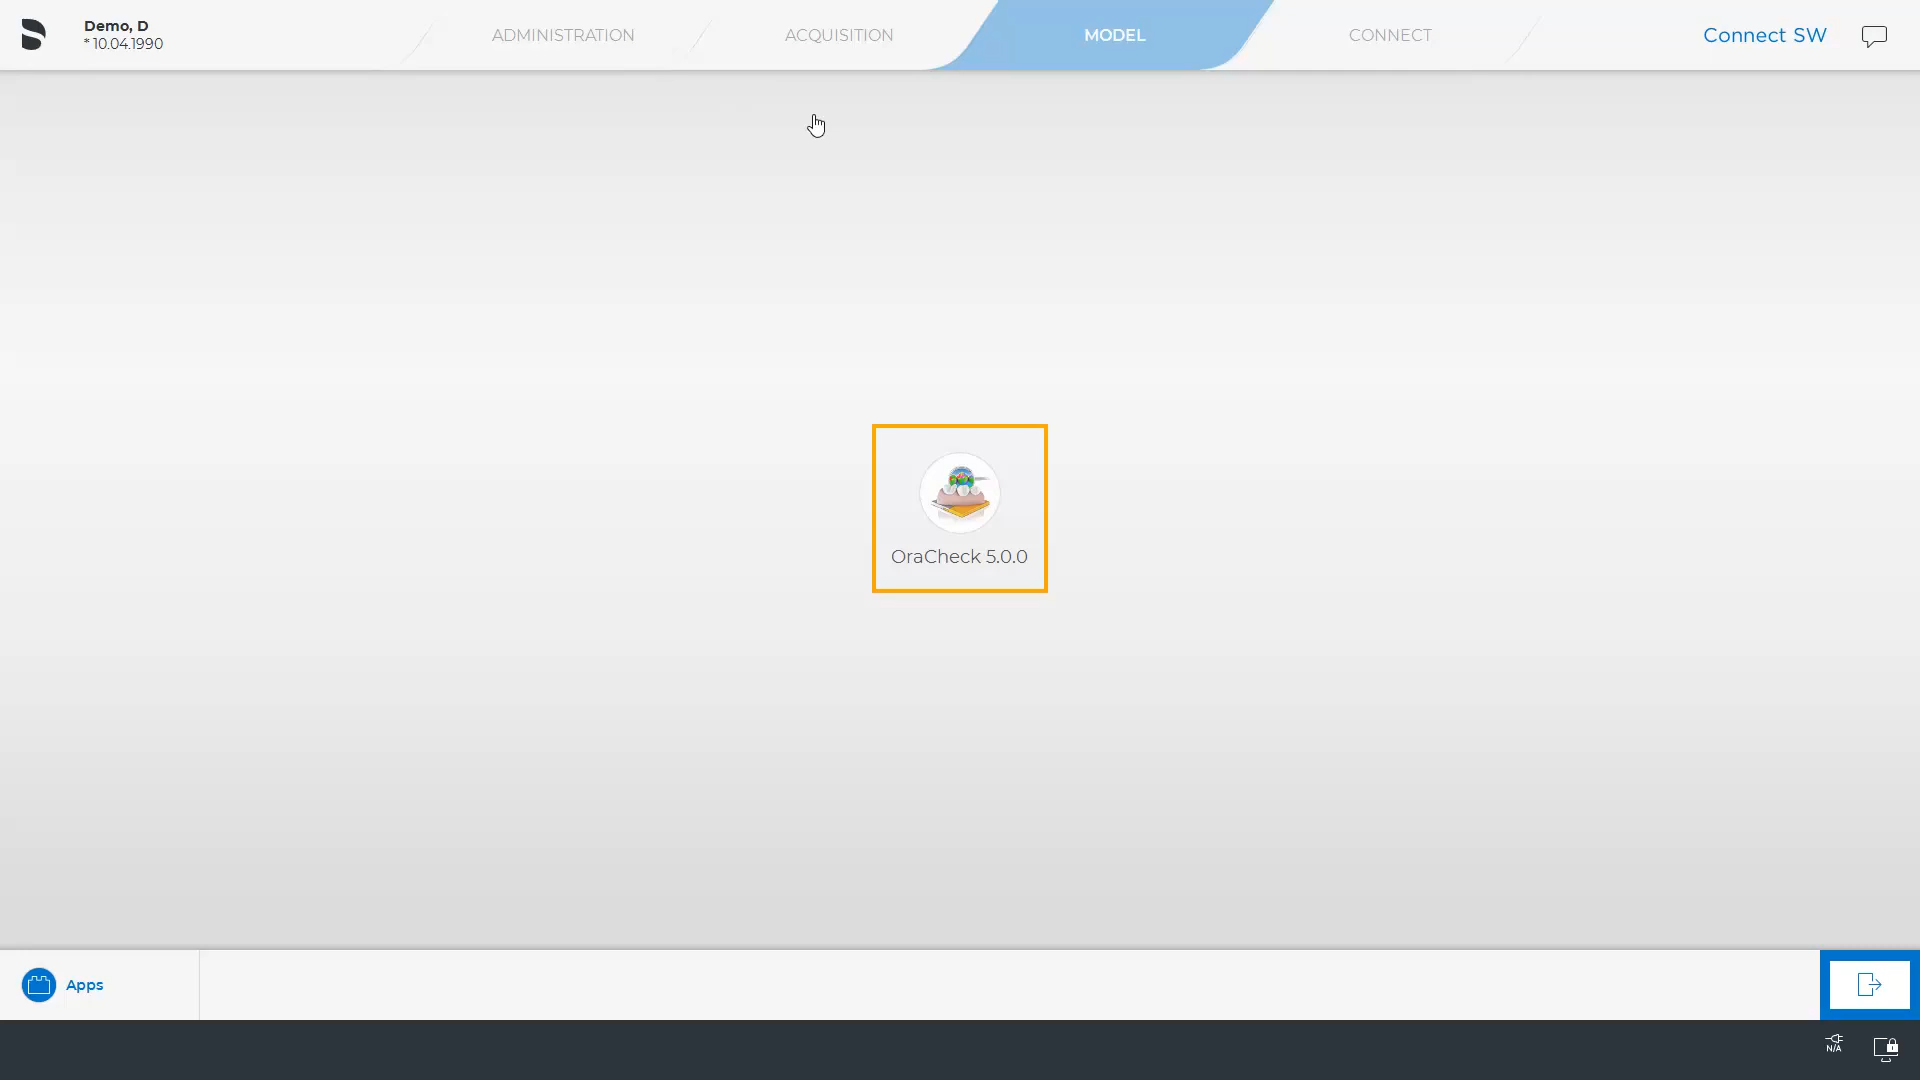 Demo, D
* 10.04.1990
ADMINISTRATION
ACQUISITION
MODEL
CONNECT
Connect SW
OraCheck 5.0.0
Apps
N/A